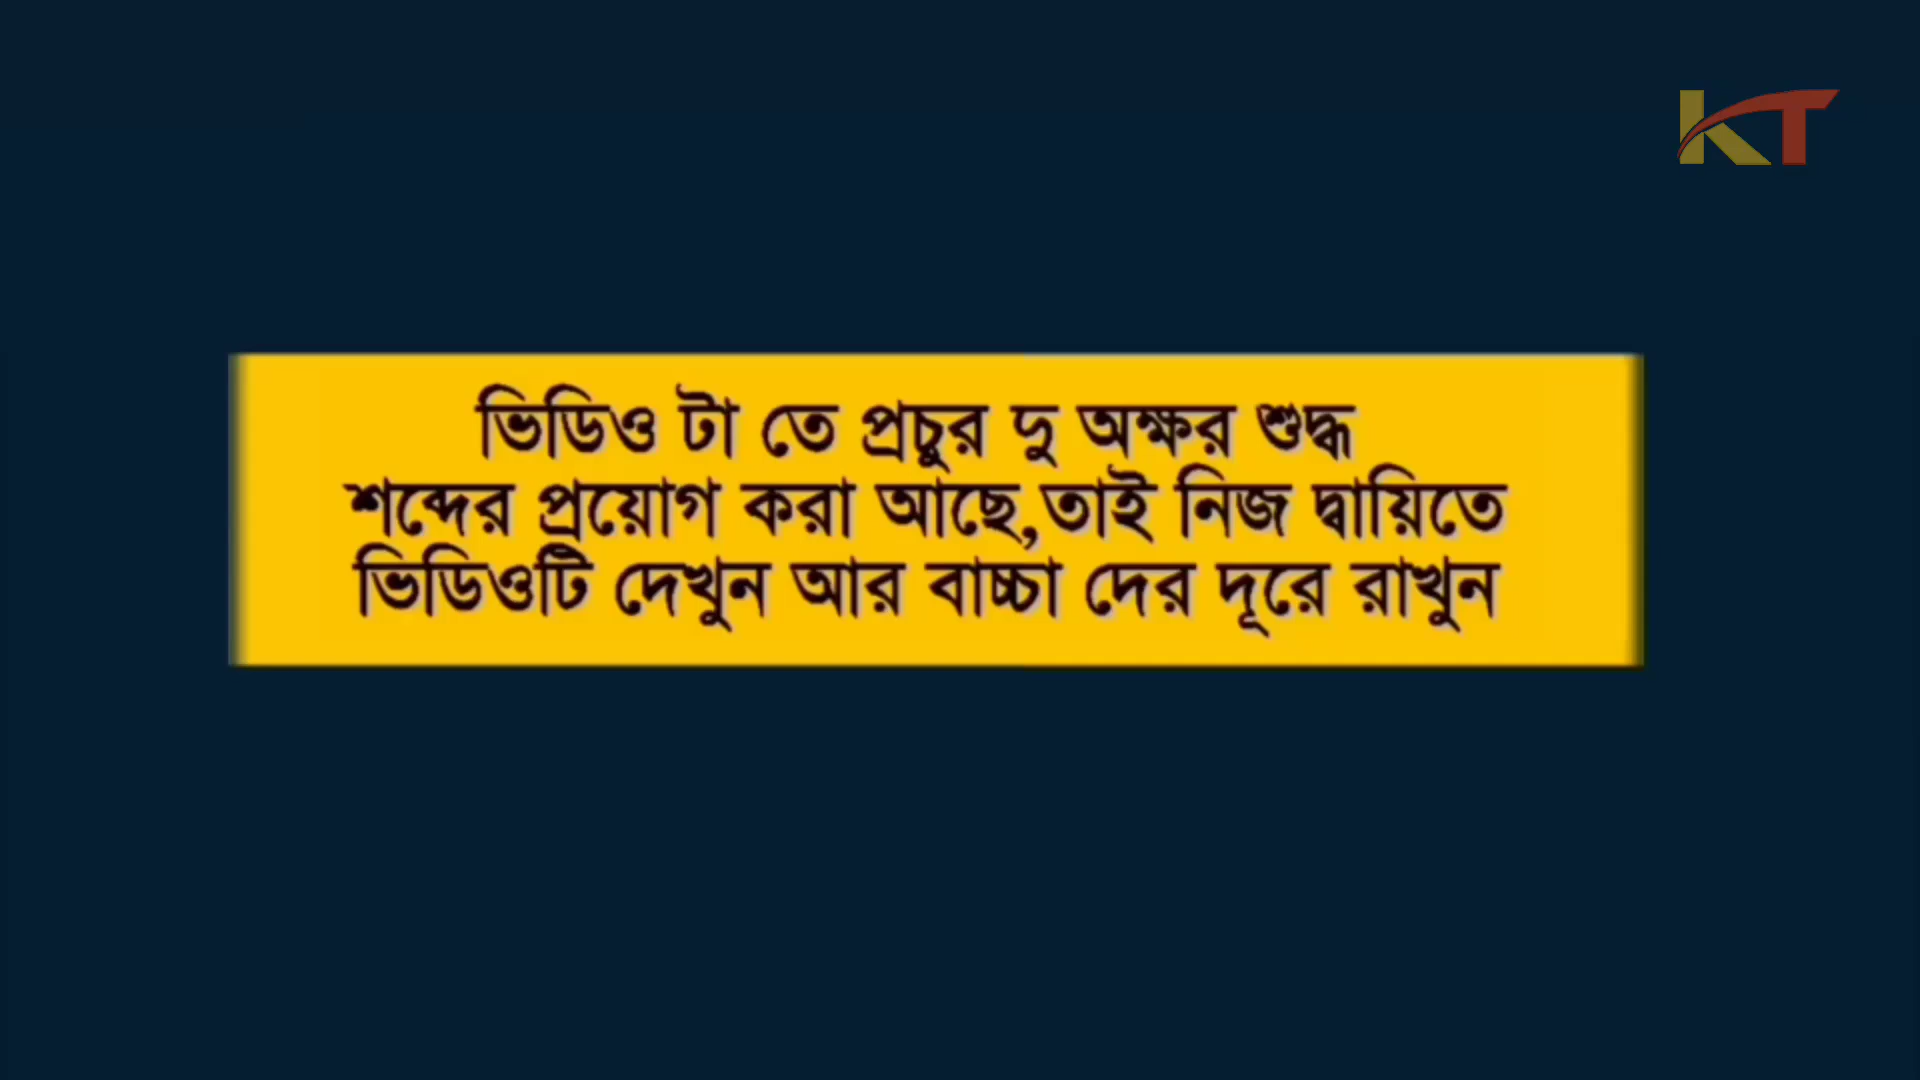 KT
ভিডিও টা তে প্রচুর দু অক্ষর শুদ্ধ
শব্দের প্রয়োগ করা আছে,তাই নিজ দ্বায়িতে
ভিডিওটি দেখুন আর বাচ্চা দের দূরে রাখুন